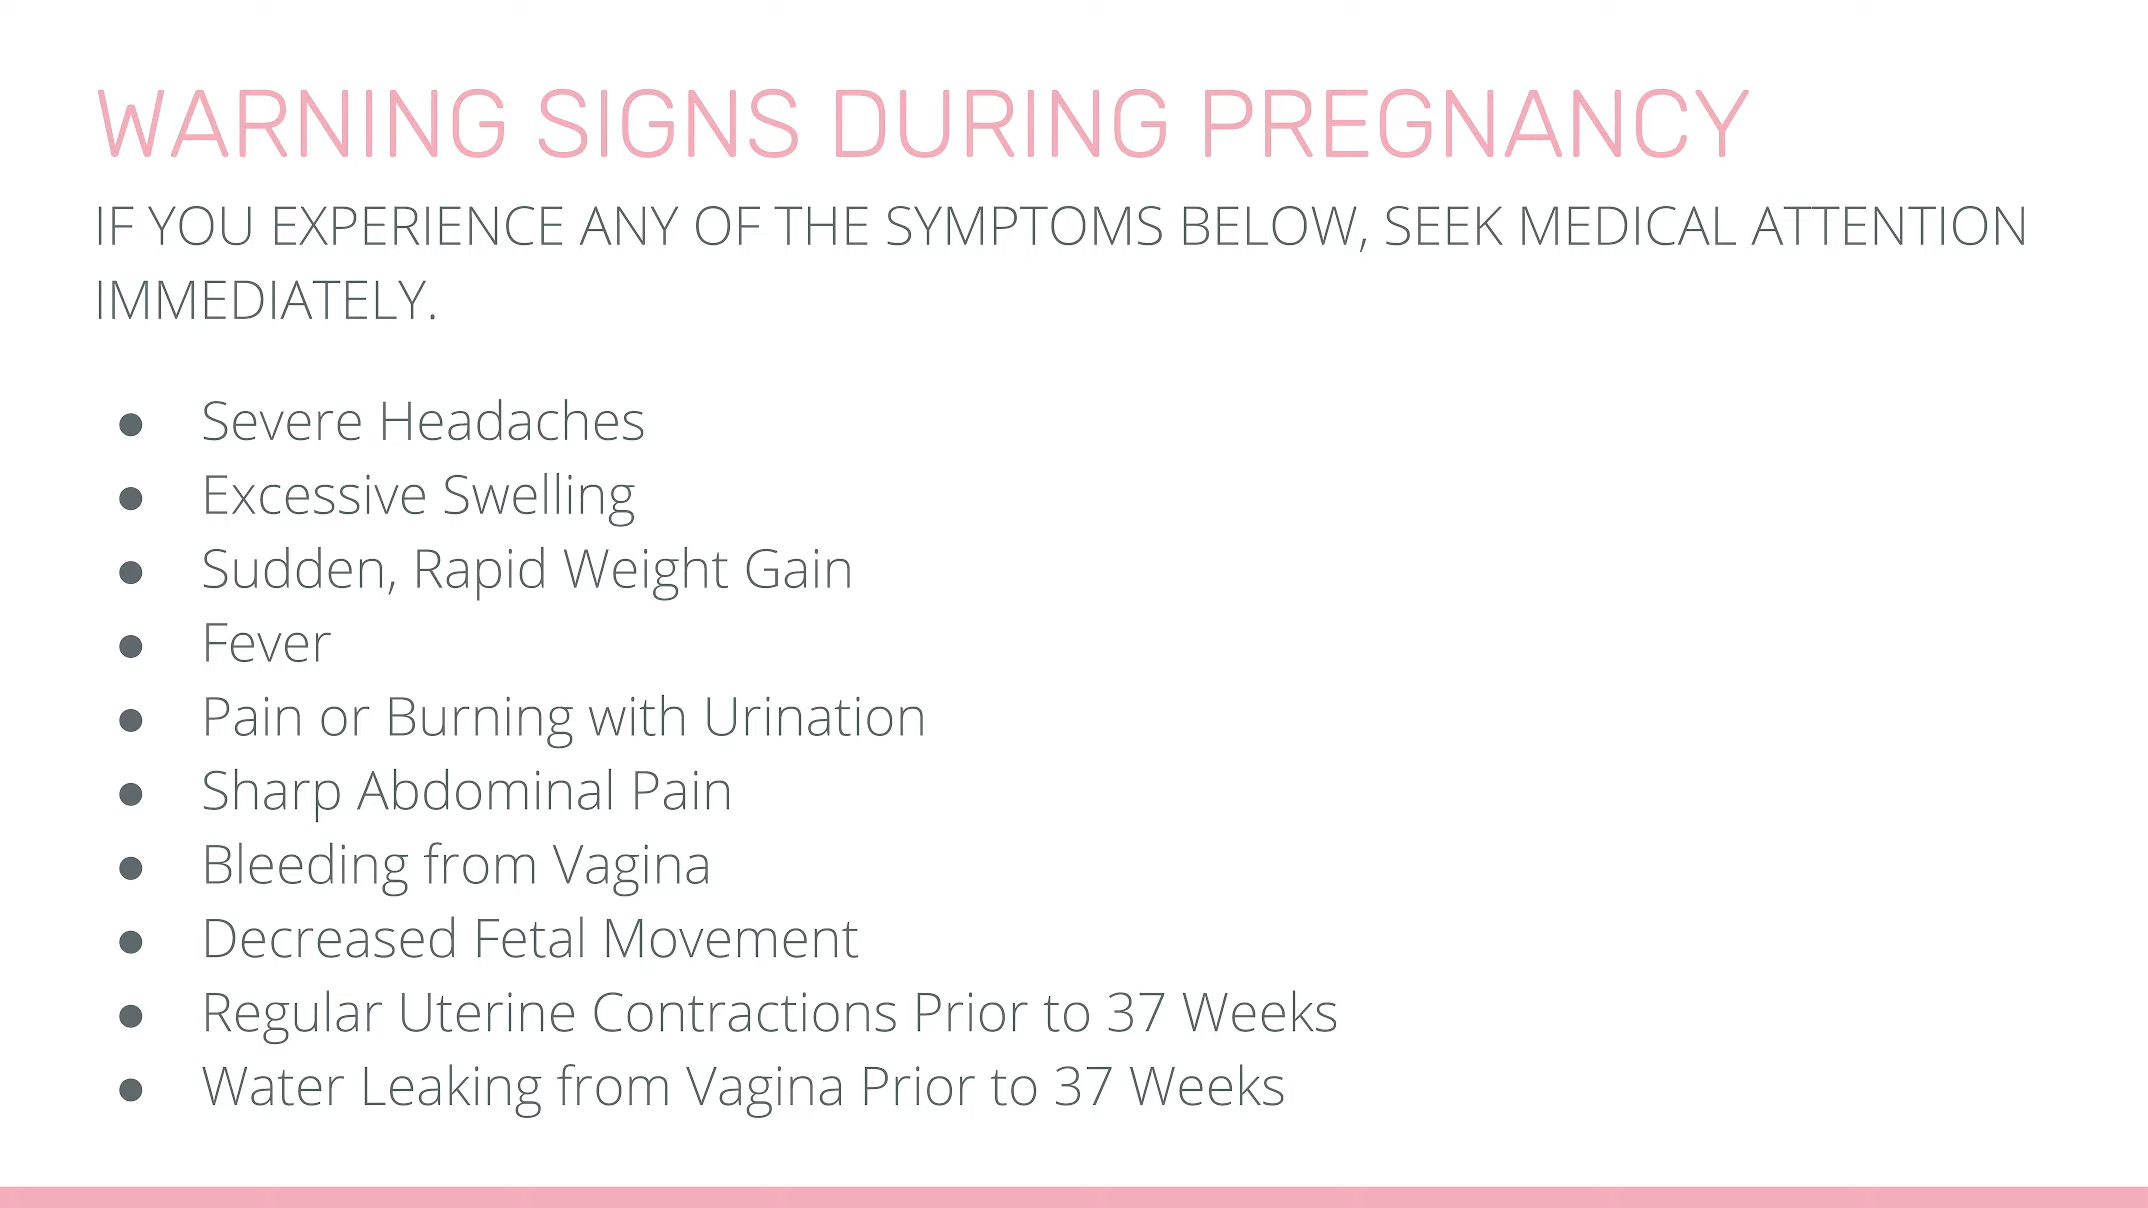 WARNING SIGNS DURING PREGNANCY
IF YOU EXPERIENCE ANY OF THE SYMPTOMS BELOW, SEEK MEDICAL ATTENTION
IMMEDIATELY.
● Severe Headaches
● Excessive Swelling
● Sudden, Rapid Weight Gain
● Fever
● Pain or Burning with Urination
● Sharp Abdominal Pain
● Bleeding from Vagina
● Decreased Fetal Movement
● Regular Uterine Contractions Prior to 37 Weeks
● Water Leaking from Vagina Prior to 37 Weeks